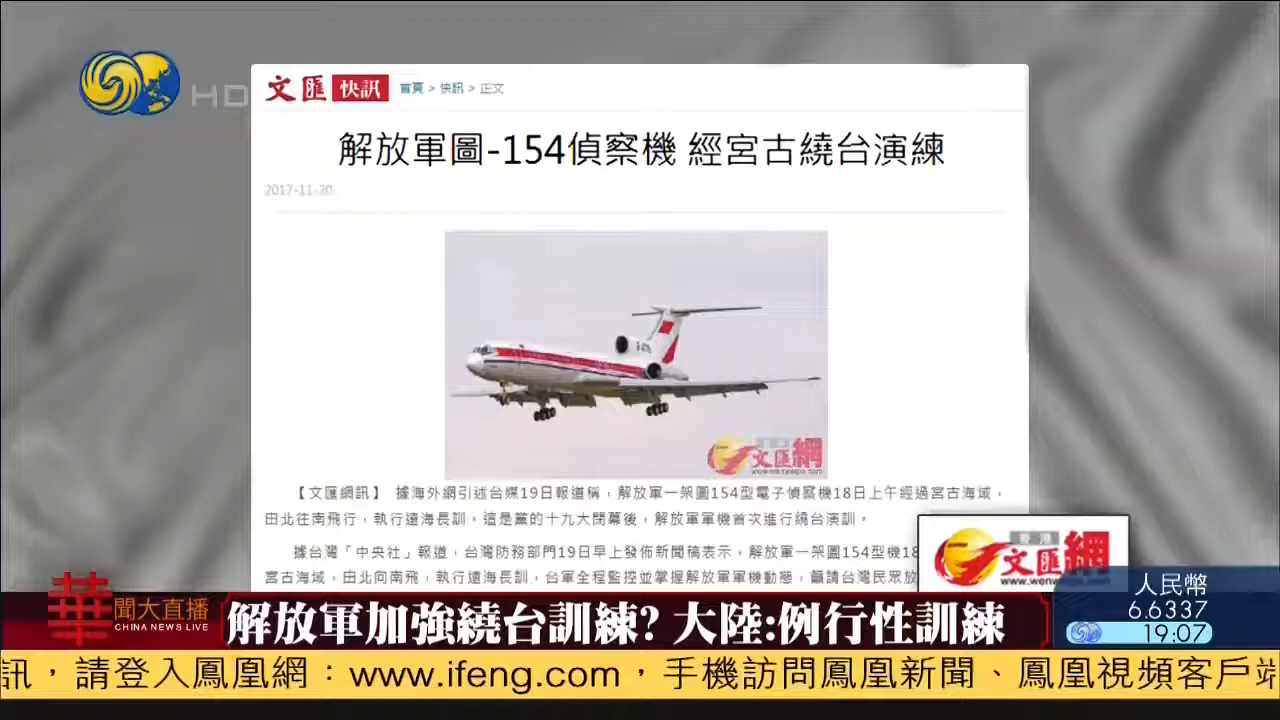 HD
文匯 快訊 首頁 > 快訊 > 正文
解放軍圖-154偵察機 經宮古繞台演練
2017-11-20
文匯網
www.wenweipo.com
【文匯網訊】 據海外網引述台媒19日報道稱，解放軍一架圖154型電子偵察機18日上午經過宮古海域，
由北往南飛行，執行遠海長訓。這是黨的十九大閉幕後，解放軍軍機首次進行繞台演訓。
據台灣「中央社」報道，台灣防務部門19日早上發佈新聞稿表示，解放軍一架圖154型機18
宮古海域，由北向南飛，執行遠海長訓，台軍全程監控並掌握解放軍軍機動態，籲請台灣民眾放
香港
文匯網
www.wenw
華聞大直播
CHINA NEWS LIVE
解放軍加強繞台訓練? 大陸:例行性訓練
人民幣
6.6337
19:07
訊，請登入鳳凰網：www.ifeng.com，手機訪問鳳凰新聞、鳳凰視頻客戶端